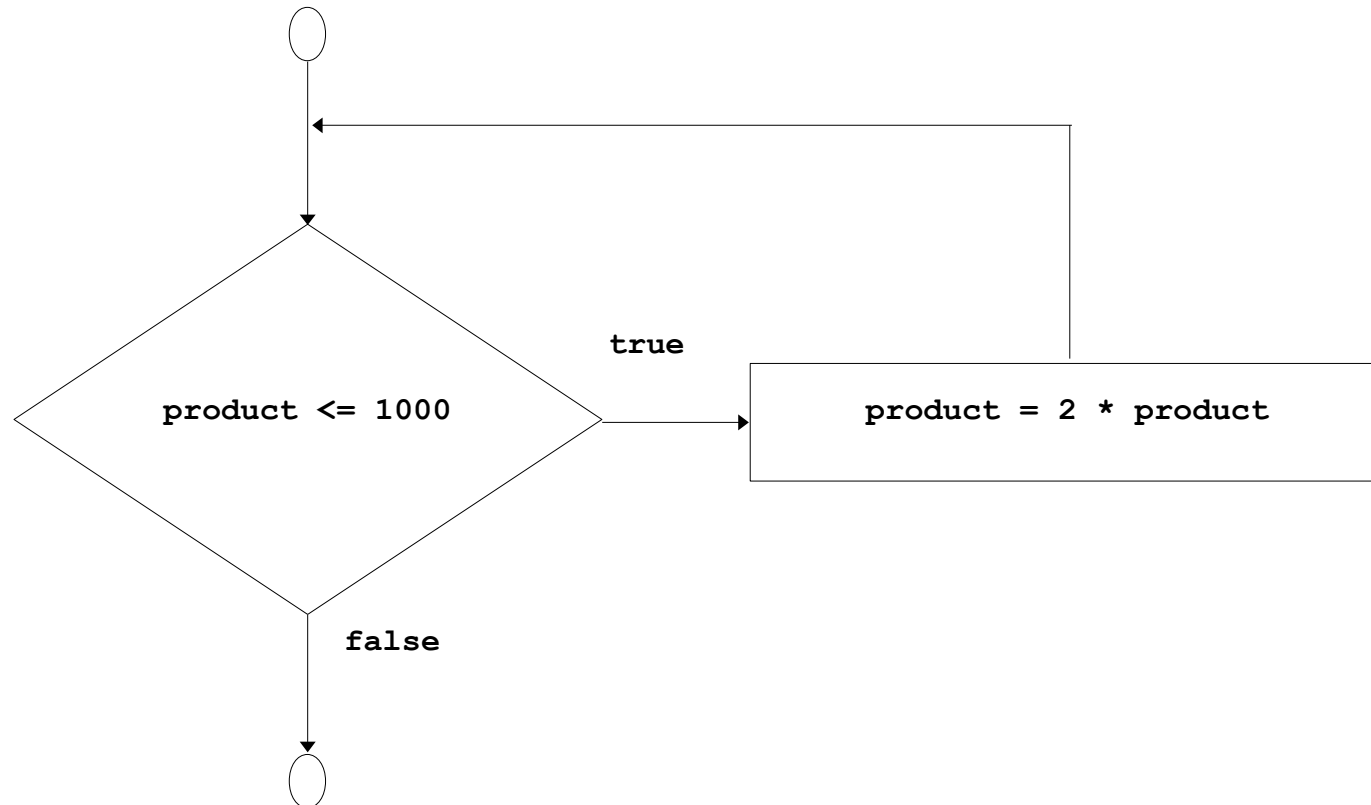 true
product <= 1000
product = 2 * product
false